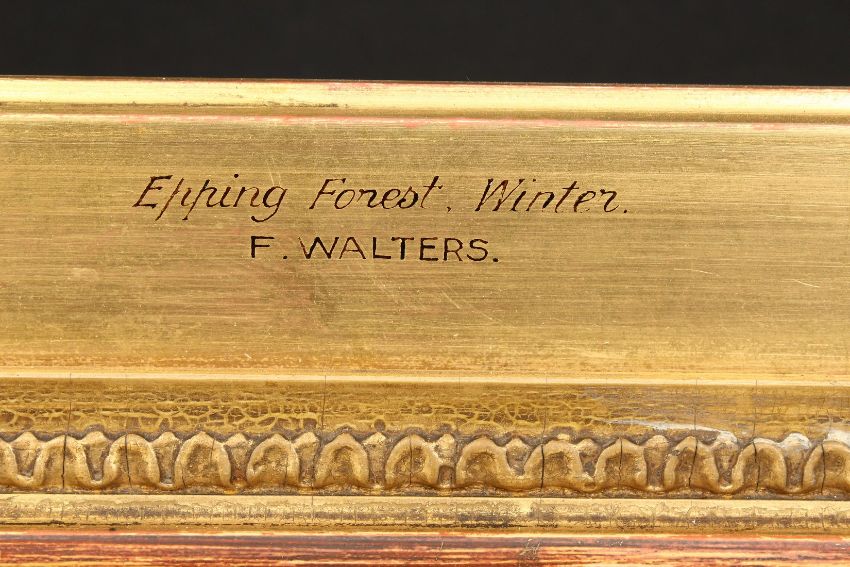 Epping Forest, Winter.
F. WALTERS.